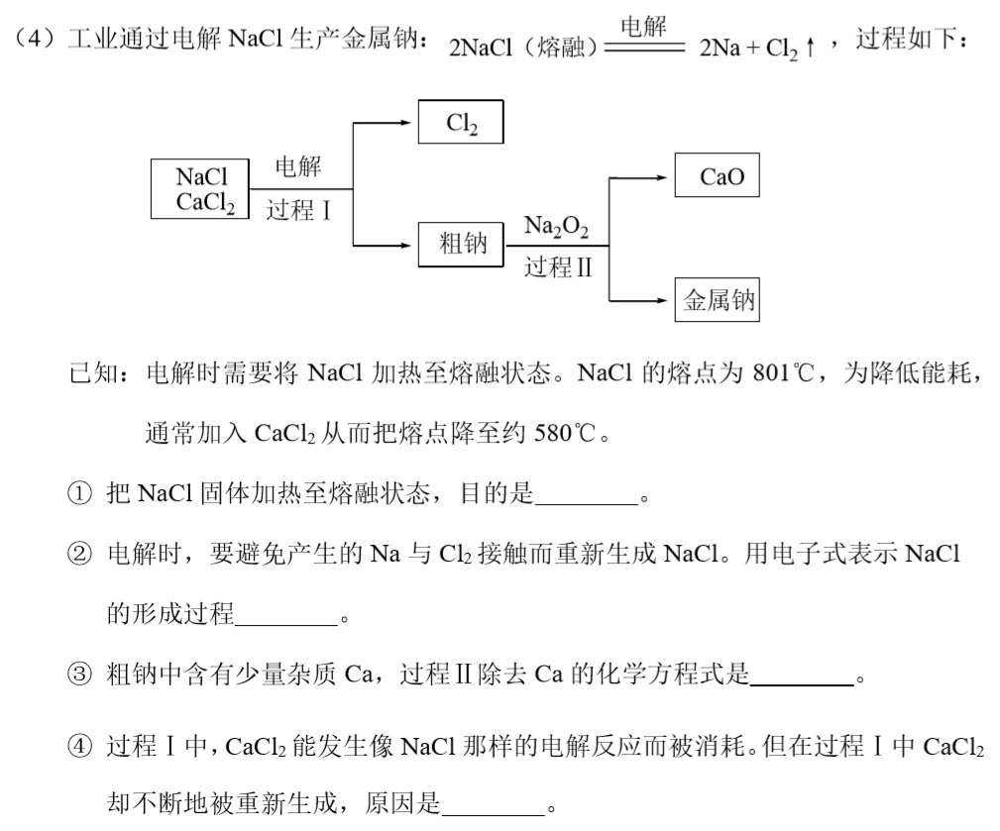 （4）工业通过电解 NaCl 生产金属钠：2NaCl（熔融） 电解 2Na + Cl₂↑，过程如下：
Cl₂
NaCl
CaCl₂
电解
过程Ⅰ
粗钠
Na₂O₂
过程Ⅱ
CaO
金属钠
已知：电解时需要将 NaCl 加热至熔融状态。NaCl 的熔点为 801℃，为降低能耗，
通常加入 CaCl₂ 从而把熔点降至约 580℃。
① 把 NaCl 固体加热至熔融状态，目的是________。
② 电解时，要避免产生的 Na 与 Cl₂ 接触而重新生成 NaCl。用电子式表示 NaCl
的形成过程________。
③ 粗钠中含有少量杂质 Ca，过程Ⅱ除去 Ca 的化学方程式是________。
④ 过程Ⅰ中，CaCl₂ 能发生像 NaCl 那样的电解反应而被消耗。但在过程Ⅰ中 CaCl₂
却不断地被重新生成，原因是________。